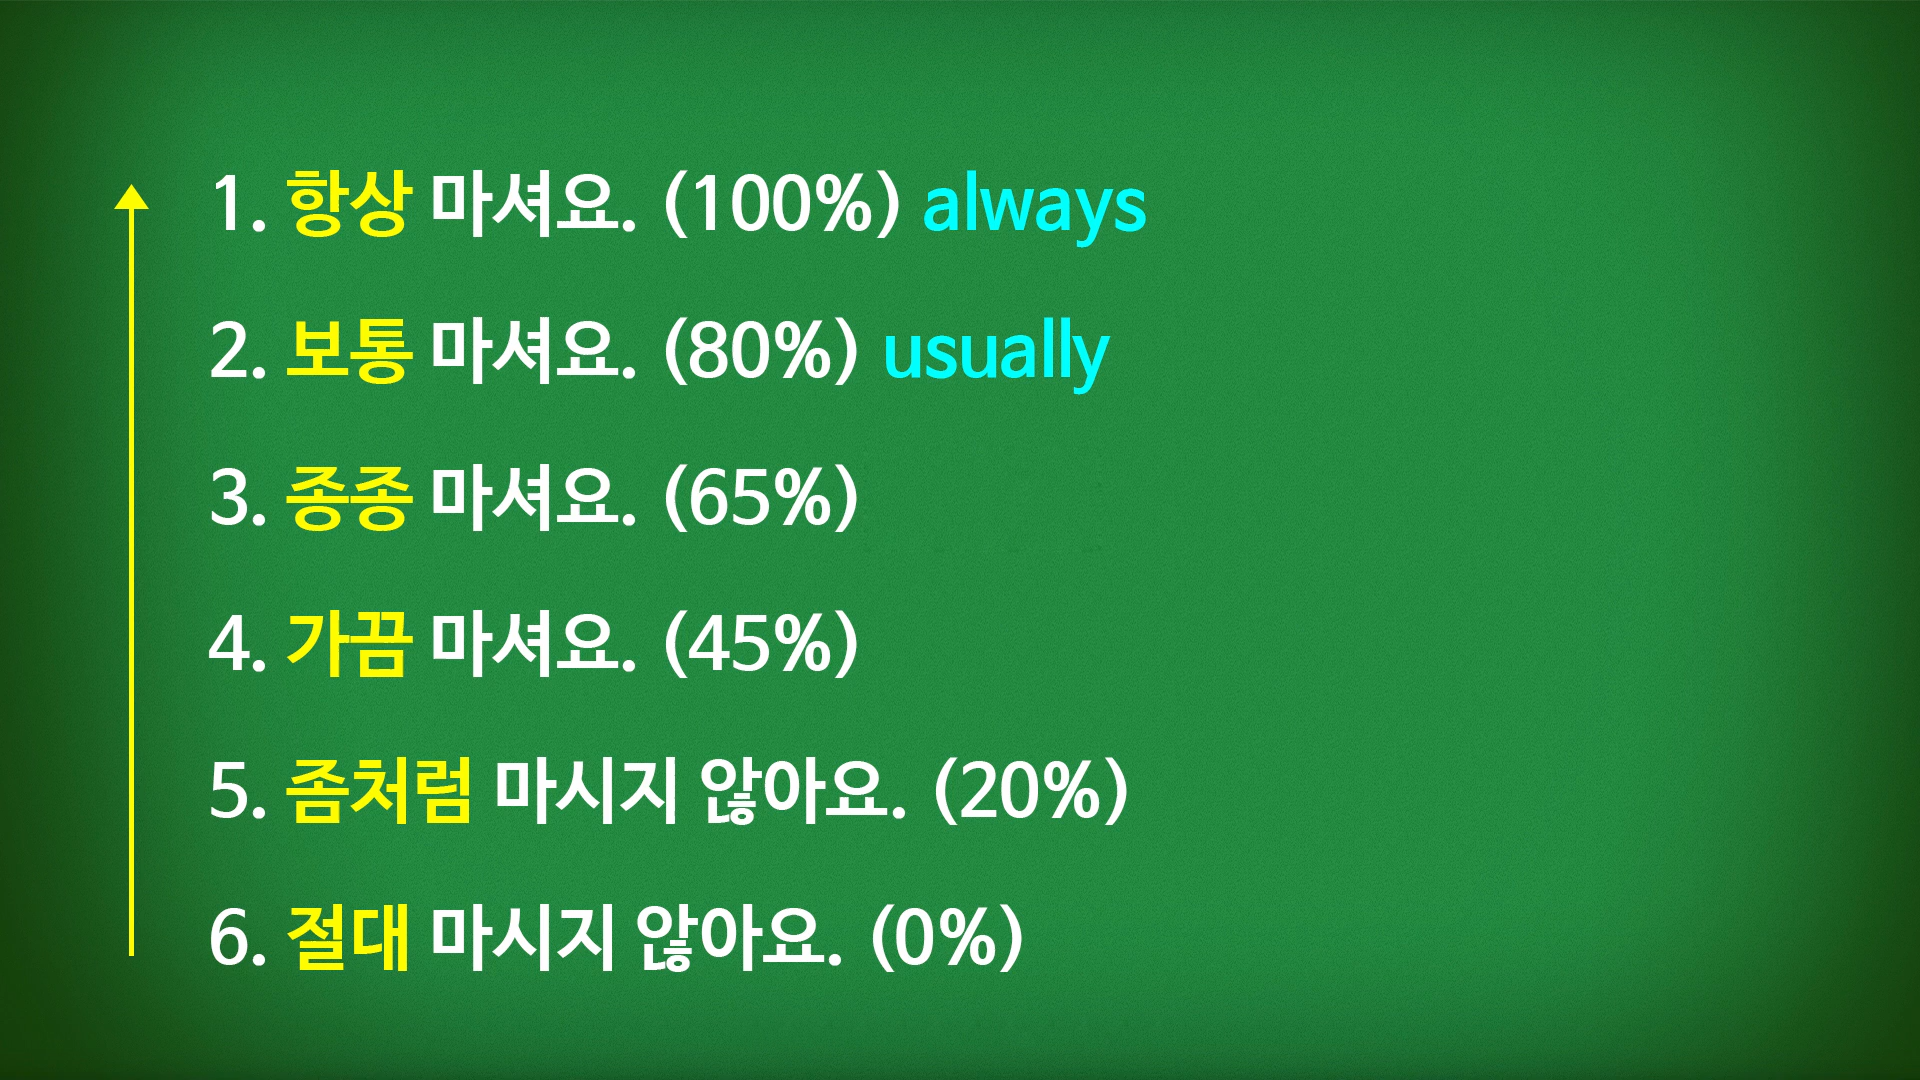 1. 항상 마셔요. (100%) always
2. 보통 마셔요. (80%) usually
3. 종종 마셔요. (65%)
4. 가끔 마셔요. (45%)
5. 좀처럼 마시지 않아요. (20%)
6. 절대 마시지 않아요. (0%)